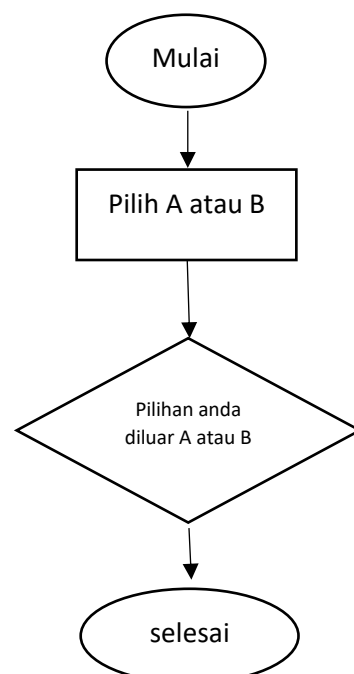 Mulai
Pilih A atau B
Pilihan anda
diluar A atau B
selesai